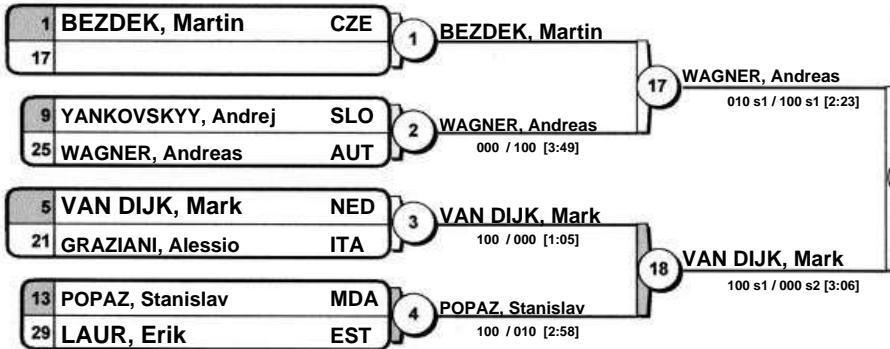 1 BEZDEK, Martin CZE
17
1 BEZDEK, Martin
9 YANKOVSKYY, Andrej SLO
25 WAGNER, Andreas AUT
2 WAGNER, Andreas
000 / 100 [3:49]
17 WAGNER, Andreas
010 s1 / 100 s1 [2:23]
5 VAN DIJK, Mark NED
21 GRAZIANI, Alessio ITA
3 VAN DIJK, Mark
100 / 000 [1:05]
13 POPAZ, Stanislav MDA
29 LAUR, Erik EST
4 POPAZ, Stanislav
100 / 010 [2:58]
18 VAN DIJK, Mark
100 s1 / 000 s2 [3:06]